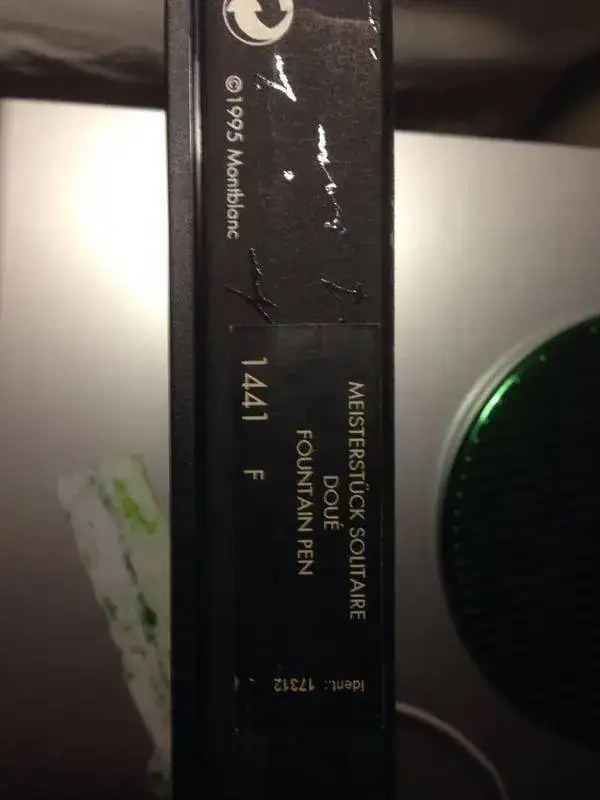 ©1995 Montblanc
MEISTERSTÜCK SOLITAIRE
DOUÉ
FOUNTAIN PEN
1441 F
Ident.: 17312